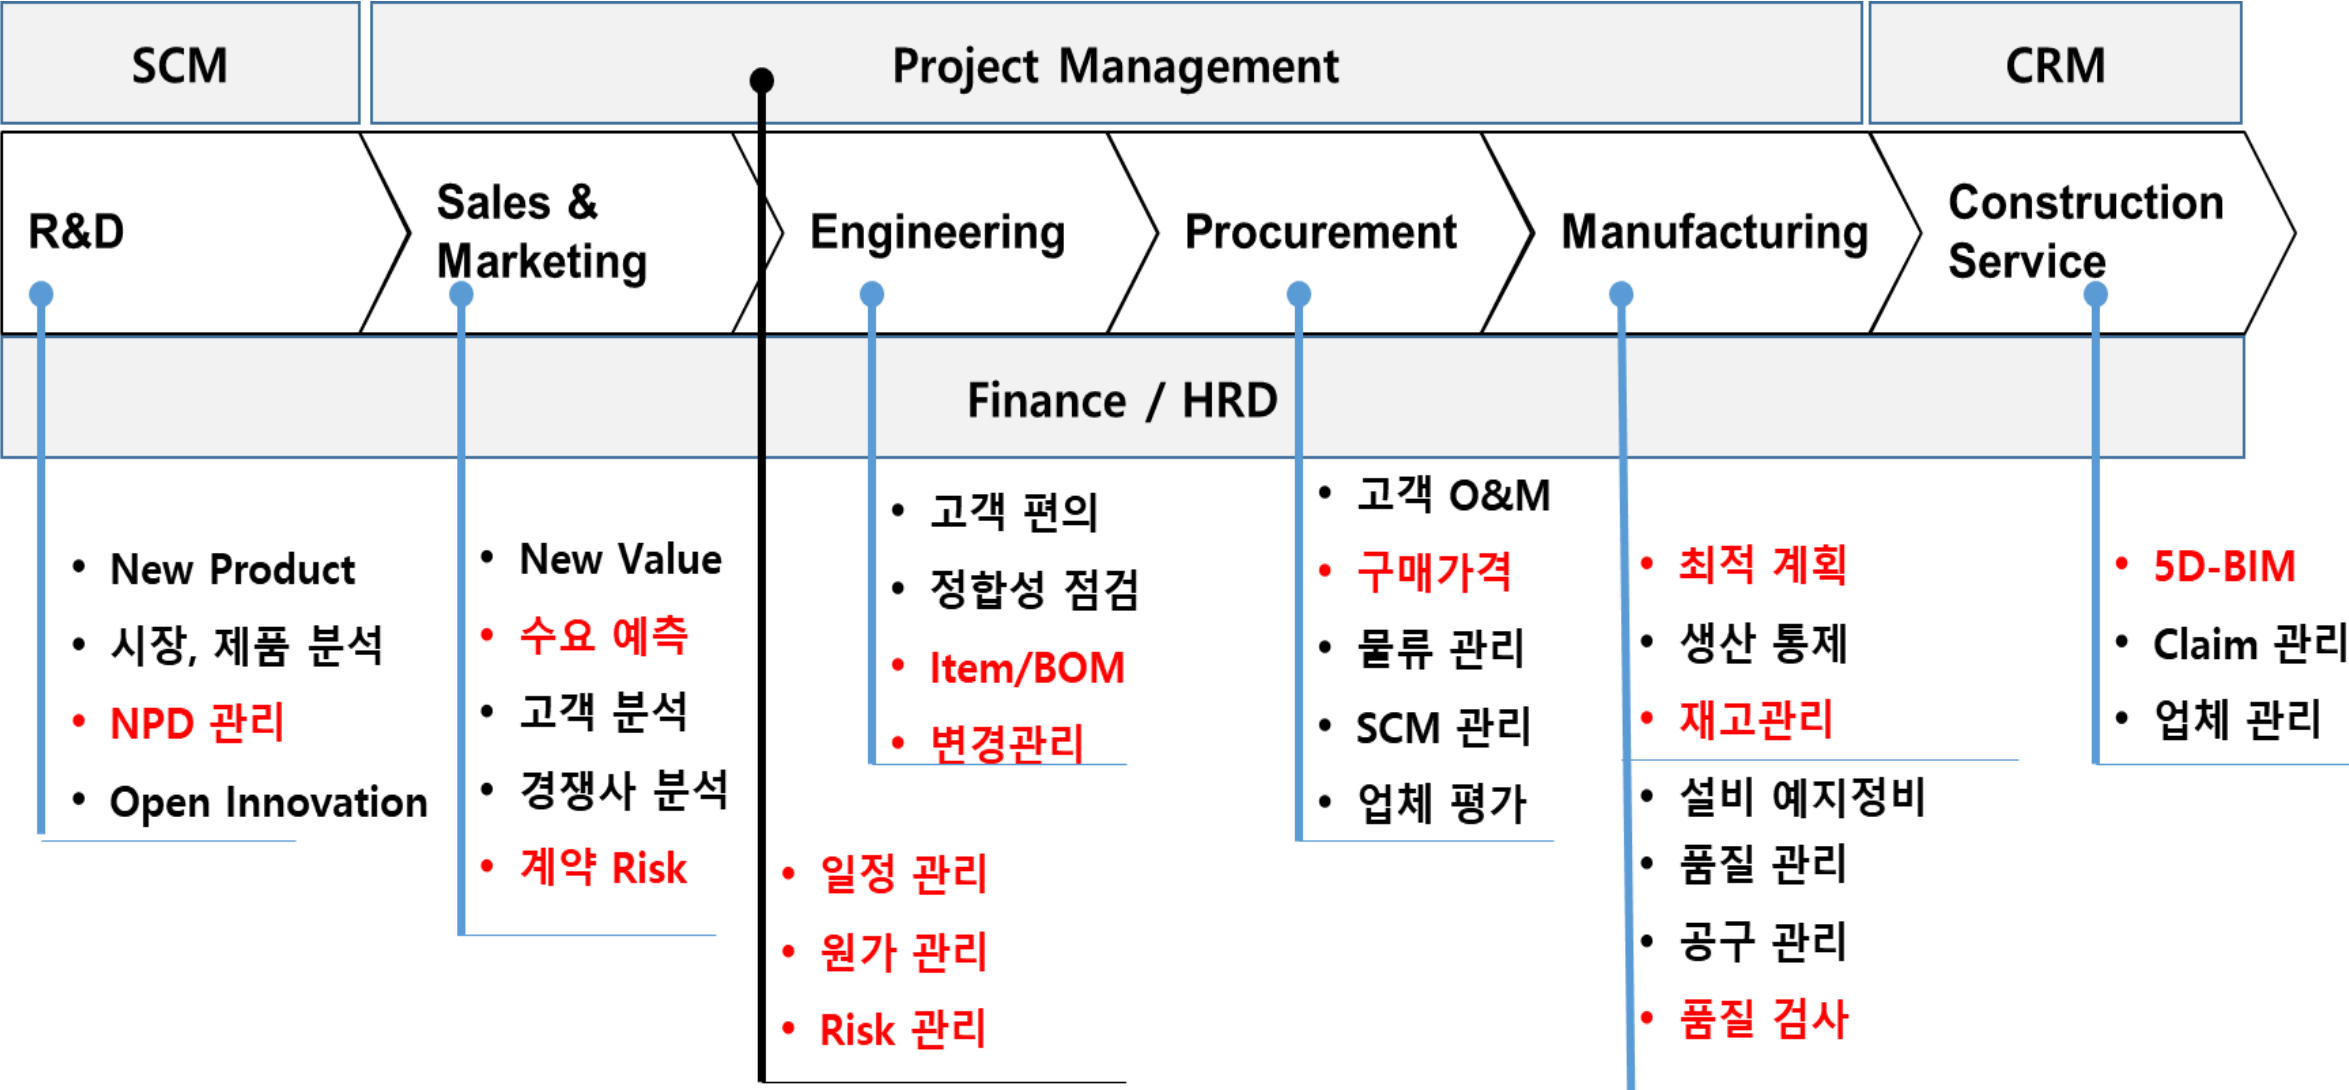 SCM
Project Management
CRM
R&D
Sales &
Marketing
Engineering
Procurement
Manufacturing
Construction
Service
Finance / HRD
• New Product
• 시장, 제품 분석
• NPD 관리
• Open Innovation
• New Value
• 수요 예측
• 고객 분석
• 경쟁사 분석
• 계약 Risk
• 일정 관리
• 원가 관리
• Risk 관리
• 고객 편의
• 정합성 점검
• Item/BOM
• 변경관리
• 고객 O&M
• 구매가격
• 물류 관리
• SCM 관리
• 업체 평가
• 최적 계획
• 생산 통제
• 재고관리
• 설비 예지정비
• 품질 관리
• 공구 관리
• 품질 검사
• 5D-BIM
• Claim 관리
• 업체 관리